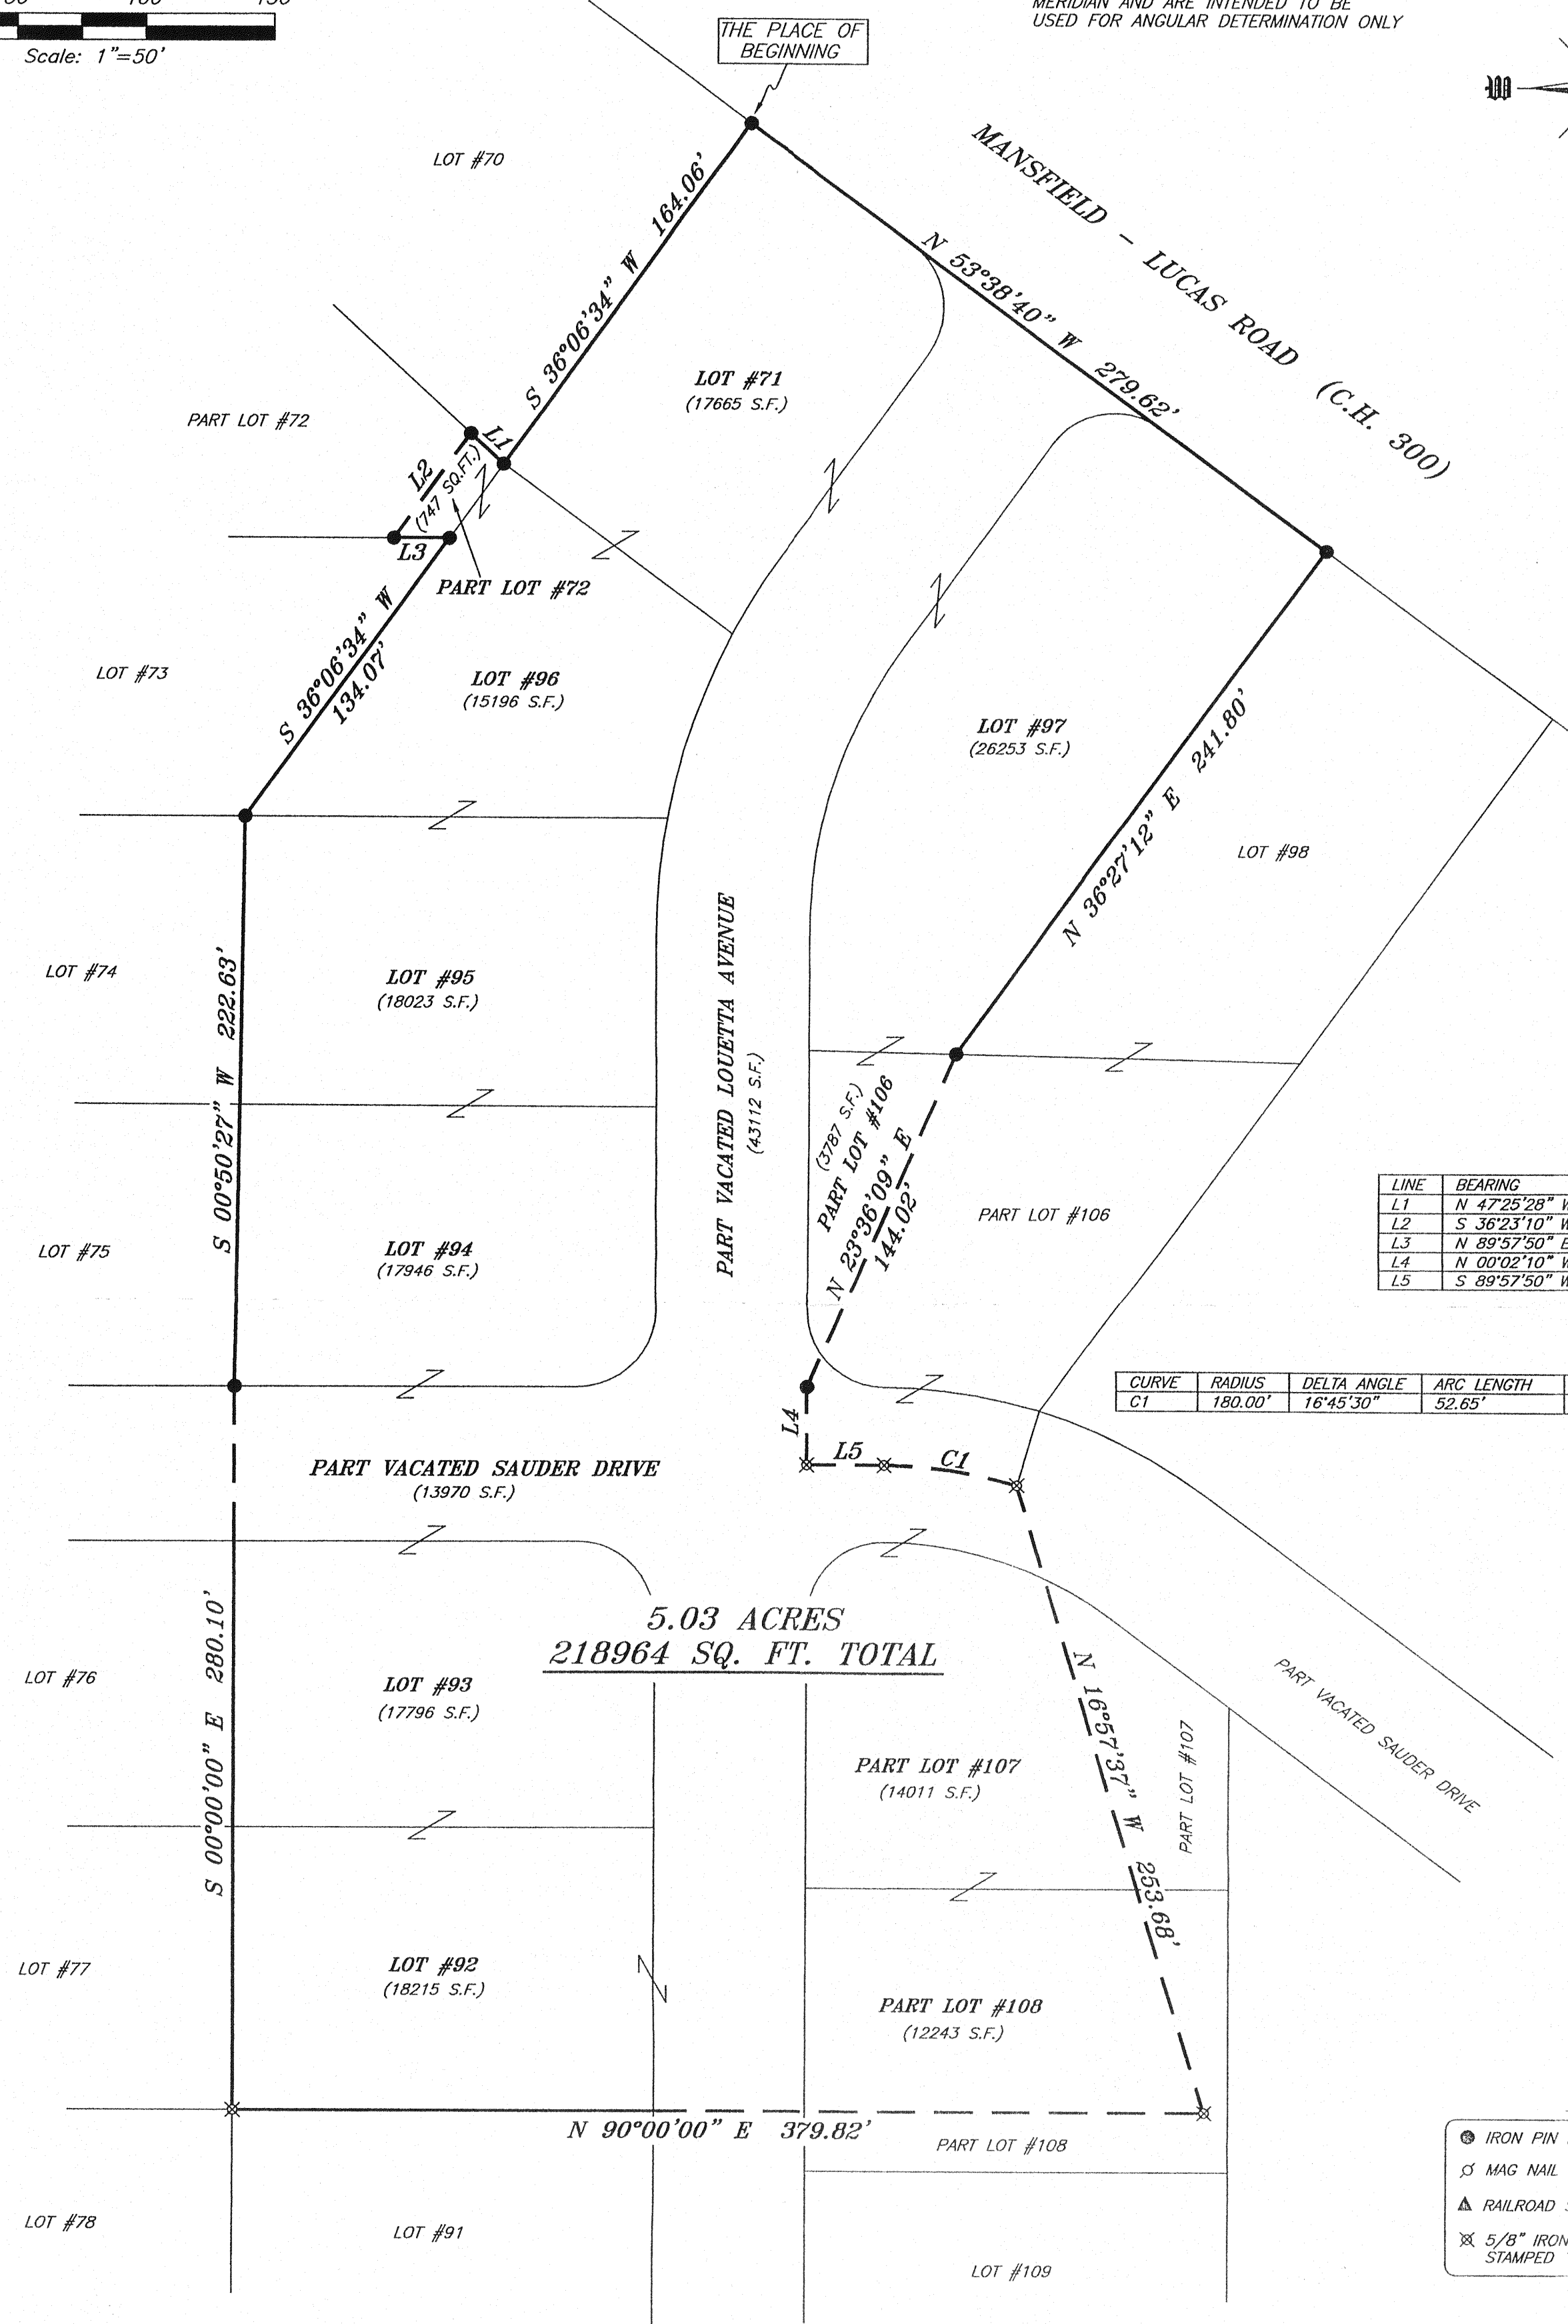 Scale: 1"=50'
MERIDIAN AND ARE INTENDED TO BE
USED FOR ANGULAR DETERMINATION ONLY
THE PLACE OF
BEGINNING
W
MANSFIELD - LUCAS ROAD (C.H. 300)
LOT #70
S 36°06'34" W 164.06'
N 53°38'40" W 279.62'
LOT #71
(17665 S.F.)
PART LOT #72
L1
L2
(747 SQ.FT.)
L3
PART LOT #72
S 36°06'34" W
134.07'
LOT #73
LOT #96
(15196 S.F.)
LOT #97
(26253 S.F.)
N 36°27'12" E 241.80'
LOT #98
LOT #74
S 00°50'27" W 222.63'
LOT #95
(18023 S.F.)
PART VACATED LOUETTA AVENUE
(43112 S.F.)
(3787 S.F.)
PART LOT #106
N 23°36'09" E
144.02'
PART LOT #106
LOT #75
LOT #94
(17946 S.F.)
LINE BEARING
L1 N 47°25'28" W
L2 S 36°23'10" W
L3 N 89°57'50" E
L4 N 00°02'10" W
L5 S 89°57'50" W
CURVE RADIUS DELTA ANGLE ARC LENGTH
C1 180.00' 16°45'30" 52.65'
L4
L5
C1
PART VACATED SAUDER DRIVE
(13970 S.F.)
5.03 ACRES
218964 SQ. FT. TOTAL
LOT #76
S 00°00'00" E 280.10'
LOT #93
(17796 S.F.)
PART LOT #107
(14011 S.F.)
N 16°57'37" W 253.68'
PART LOT #107
PART VACATED SAUDER DRIVE
LOT #77
LOT #92
(18215 S.F.)
PART LOT #108
(12243 S.F.)
N 90°00'00" E 379.82'
PART LOT #108
LOT #78
LOT #91
LOT #109
IRON PIN
MAG NAIL
RAILROAD
5/8" IRON
STAMPED